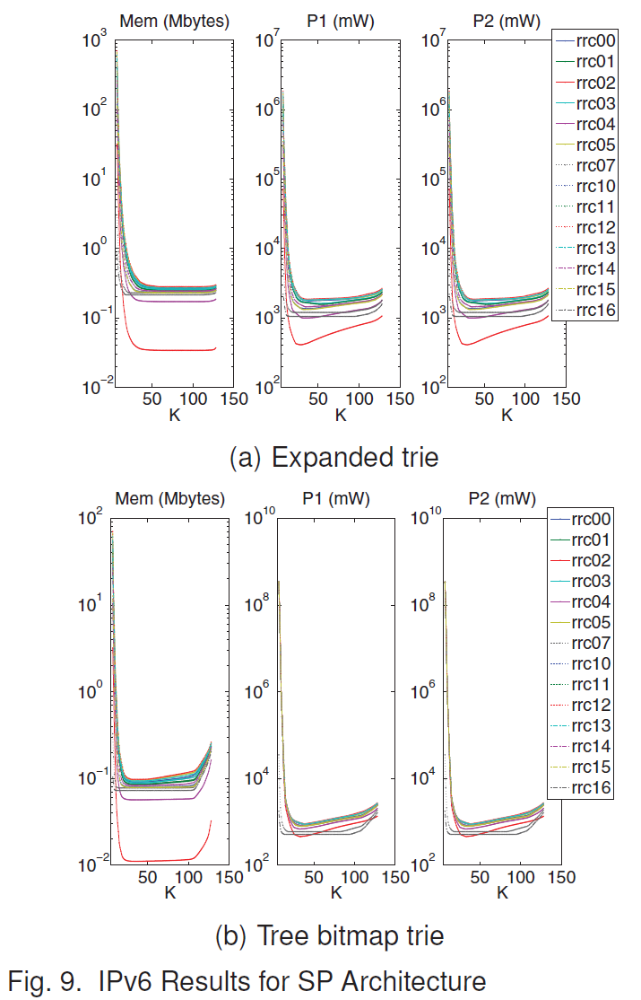 Mem (Mbytes) P1 (mW) P2 (mW)
10^3 10^7 10^7
rrc00
rrc01
rrc02
10^2 10^6 10^6
rrc03
rrc04
rrc05
10^1 10^5 10^5
rrc07
rrc10
rrc11
rrc12
10^0 10^4 10^4
rrc13
rrc14
rrc15
10^-1 10^3 10^3
rrc16
10^-2 10^2 10^2
50 100 150 50 100 150 50 100 150
K K K
(a) Expanded trie
Mem (Mbytes) P1 (mW) P2 (mW)
10^2 10^10 10^10
rrc00
rrc01
rrc02
rrc03
10^1 10^8 10^8
rrc04
rrc05
rrc07
rrc10
10^0 10^6 10^6
rrc11
rrc12
rrc13
rrc14
10^-1 10^4 10^4
rrc15
rrc16
10^-2 10^2 10^2
50 100 150 50 100 150 50 100 150
K K K
(b) Tree bitmap trie
Fig. 9. IPv6 Results for SP Architecture